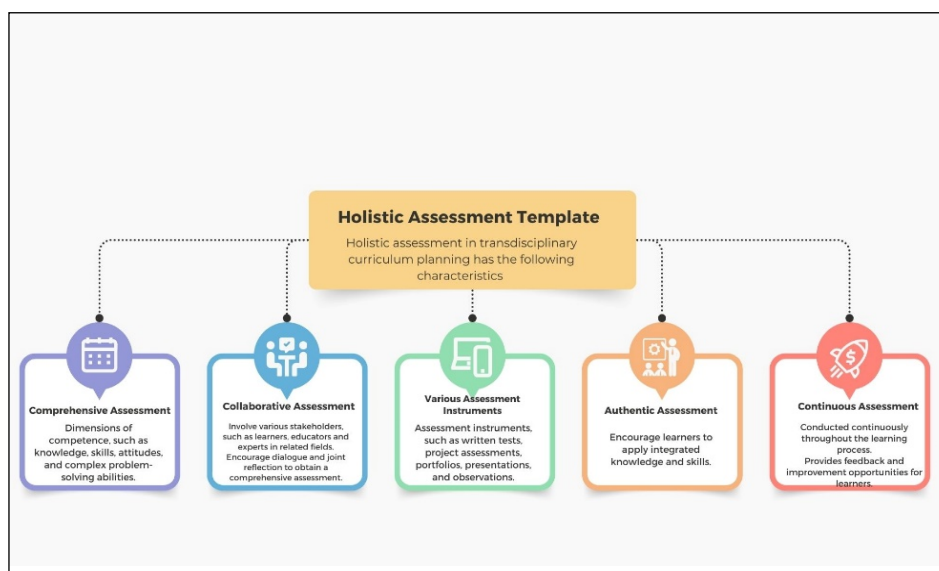 Holistic Assessment Template
Holistic assessment in transdisciplinary
curriculum planning has the following
characteristics
Comprehensive Assessment
Dimensions of
competence, such as
knowledge, skills, attitudes,
and complex problem-
solving abilities.
Collaborative Assessment
Involve various stakeholders,
such as learners, educators and
experts in related fields.
Encourage dialogue and joint
reflection to obtain a
comprehensive assessment.
Various Assessment
Instruments
Assessment instruments,
such as written tests,
project assessments,
portfolios, presentations,
and observations.
Authentic Assessment
Encourage learners to
apply integrated
knowledge and skills.
Continuous Assessment
Conducted continuously
throughout the learning
process.
Provides feedback and
improvement opportunities for
learners.